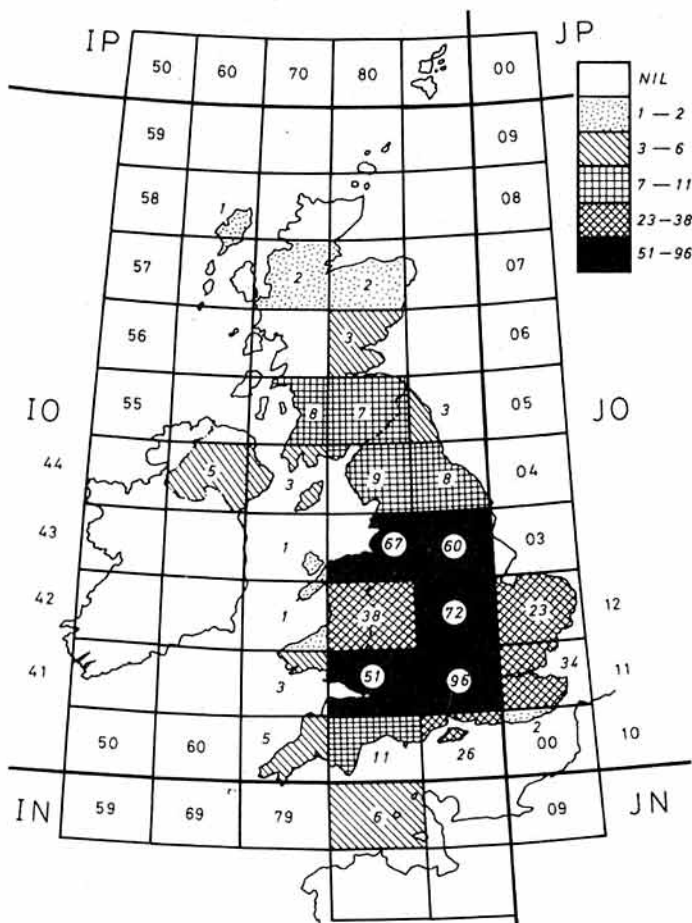 IP
JP
50 60 70 80 00
NIL
1 — 2
3 — 6
7 — 11
23—38
51—96
59 09
58 08
1
57 2 2 07
56 3 06
IO
JO
55 8 7 3 05
44 5 3 9 8 04
43 1 67 60 03
42 1 38 72 23 12
41 3 51 96 34 11
50 60 5 11 26 2 00 10
IN
JN
59 69 79 6 09